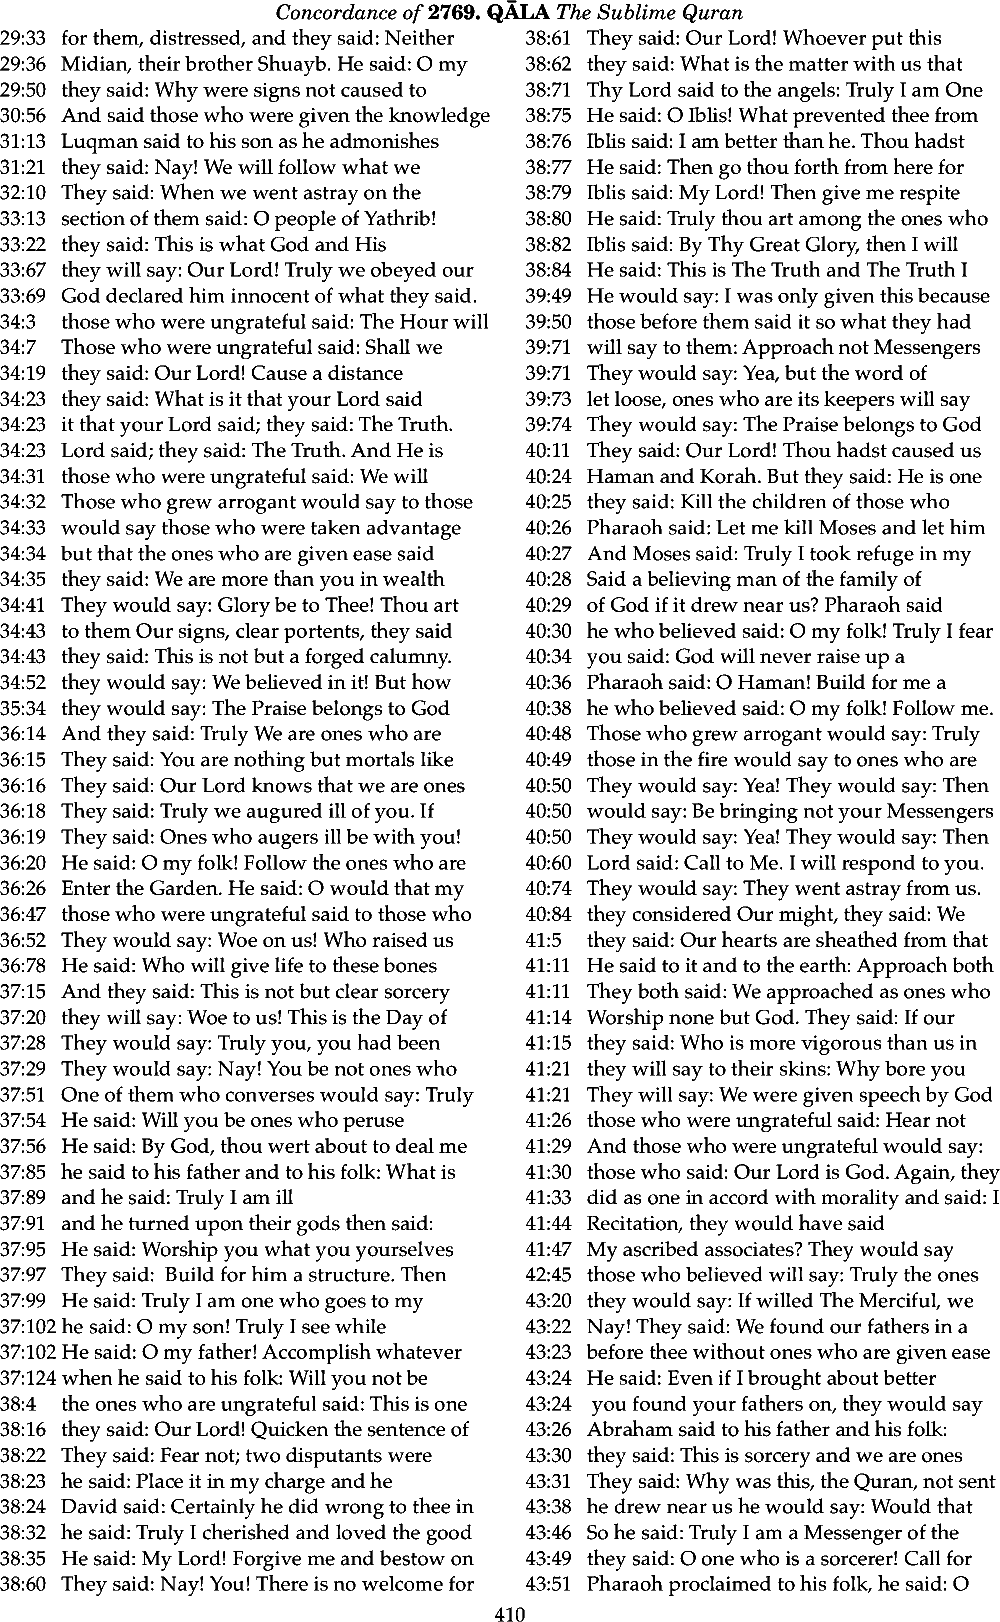 Concordance of 2769. QĀLA The Sublime Quran
29:33 for them, distressed, and they said: Neither
29:36 Midian, their brother Shuayb. He said: O my
29:50 they said: Why were signs not caused to
30:56 And said those who were given the knowledge
31:13 Luqman said to his son as he admonishes
31:21 they said: Nay! We will follow what we
32:10 They said: When we went astray on the
33:13 section of them said: O people of Yathrib!
33:22 they said: This is what God and His
33:67 they will say: Our Lord! Truly we obeyed our
33:69 God declared him innocent of what they said.
34:3 those who were ungrateful said: The Hour will
34:7 Those who were ungrateful said: Shall we
34:19 they said: Our Lord! Cause a distance
34:23 they said: What is it that your Lord said
34:23 it that your Lord said; they said: The Truth.
34:23 Lord said; they said: The Truth. And He is
34:31 those who were ungrateful said: We will
34:32 Those who grew arrogant would say to those
34:33 would say those who were taken advantage
34:34 but that the ones who are given ease said
34:35 they said: We are more than you in wealth
34:41 They would say: Glory be to Thee! Thou art
34:43 to them Our signs, clear portents, they said
34:43 they said: This is not but a forged calumny.
34:52 they would say: We believed in it! But how
35:34 they would say: The Praise belongs to God
36:14 And they said: Truly We are ones who are
36:15 They said: You are nothing but mortals like
36:16 They said: Our Lord knows that we are ones
36:18 They said: Truly we augured ill of you. If
36:19 They said: Ones who augers ill be with you!
36:20 He said: O my folk! Follow the ones who are
36:26 Enter the Garden. He said: O would that my
36:47 those who were ungrateful said to those who
36:52 They would say: Woe on us! Who raised us
36:78 He said: Who will give life to these bones
37:15 And they said: This is not but clear sorcery
37:20 they will say: Woe to us! This is the Day of
37:28 They would say: Truly you, you had been
37:29 They would say: Nay! You be not ones who
37:51 One of them who converses would say: Truly
37:54 He said: Will you be ones who peruse
37:56 He said: By God, thou wert about to deal me
37:85 he said to his father and to his folk: What is
37:89 and he said: Truly I am ill
37:91 and he turned upon their gods then said:
37:95 He said: Worship you what you yourselves
37:97 They said: Build for him a structure. Then
37:99 He said: Truly I am one who goes to my
37:102 he said: O my son! Truly I see while
37:102 He said: O my father! Accomplish whatever
37:124 when he said to his folk: Will you not be
38:4 the ones who are ungrateful said: This is one
38:16 they said: Our Lord! Quicken the sentence of
38:22 They said: Fear not; two disputants were
38:23 he said: Place it in my charge and he
38:24 David said: Certainly he did wrong to thee in
38:32 he said: Truly I cherished and loved the good
38:35 He said: My Lord! Forgive me and bestow on
38:60 They said: Nay! You! There is no welcome for
38:61 They said: Our Lord! Whoever put this
38:62 they said: What is the matter with us that
38:71 Thy Lord said to the angels: Truly I am One
38:75 He said: O Iblis! What prevented thee from
38:76 Iblis said: I am better than he. Thou hadst
38:77 He said: Then go thou forth from here for
38:79 Iblis said: My Lord! Then give me respite
38:80 He said: Truly thou art among the ones who
38:82 Iblis said: By Thy Great Glory, then I will
38:84 He said: This is The Truth and The Truth I
39:49 He would say: I was only given this because
39:50 those before them said it so what they had
39:71 will say to them: Approach not Messengers
39:71 They would say: Yea, but the word of
39:73 let loose, ones who are its keepers will say
39:74 They would say: The Praise belongs to God
40:11 They said: Our Lord! Thou hadst caused us
40:24 Haman and Korah. But they said: He is one
40:25 they said: Kill the children of those who
40:26 Pharaoh said: Let me kill Moses and let him
40:27 And Moses said: Truly I took refuge in my
40:28 Said a believing man of the family of
40:29 of God if it drew near us? Pharaoh said
40:30 he who believed said: O my folk! Truly I fear
40:34 you said: God will never raise up a
40:36 Pharaoh said: O Haman! Build for me a
40:38 he who believed said: O my folk! Follow me.
40:48 Those who grew arrogant would say: Truly
40:49 those in the fire would say to ones who are
40:50 They would say: Yea! They would say: Then
40:50 would say: Be bringing not your Messengers
40:50 They would say: Yea! They would say: Then
40:60 Lord said: Call to Me. I will respond to you.
40:74 They would say: They went astray from us.
40:84 they considered Our might, they said: We
41:5 they said: Our hearts are sheathed from that
41:11 He said to it and to the earth: Approach both
41:11 They both said: We approached as ones who
41:14 Worship none but God. They said: If our
41:15 they said: Who is more vigorous than us in
41:21 they will say to their skins: Why bore you
41:21 They will say: We were given speech by God
41:26 those who were ungrateful said: Hear not
41:29 And those who were ungrateful would say:
41:30 those who said: Our Lord is God. Again, they
41:33 did as one in accord with morality and said: I
41:44 Recitation, they would have said
41:47 My ascribed associates? They would say
42:45 those who believed will say: Truly the ones
43:20 they would say: If willed The Merciful, we
43:22 Nay! They said: We found our fathers in a
43:23 before thee without ones who are given ease
43:24 He said: Even if I brought about better
43:24 you found your fathers on, they would say
43:26 Abraham said to his father and his folk:
43:30 they said: This is sorcery and we are ones
43:31 They said: Why was this, the Quran, not sent
43:38 he drew near us he would say: Would that
43:46 So he said: Truly I am a Messenger of the
43:49 they said: O one who is a sorcerer! Call for
43:51 Pharaoh proclaimed to his folk, he said: O
410